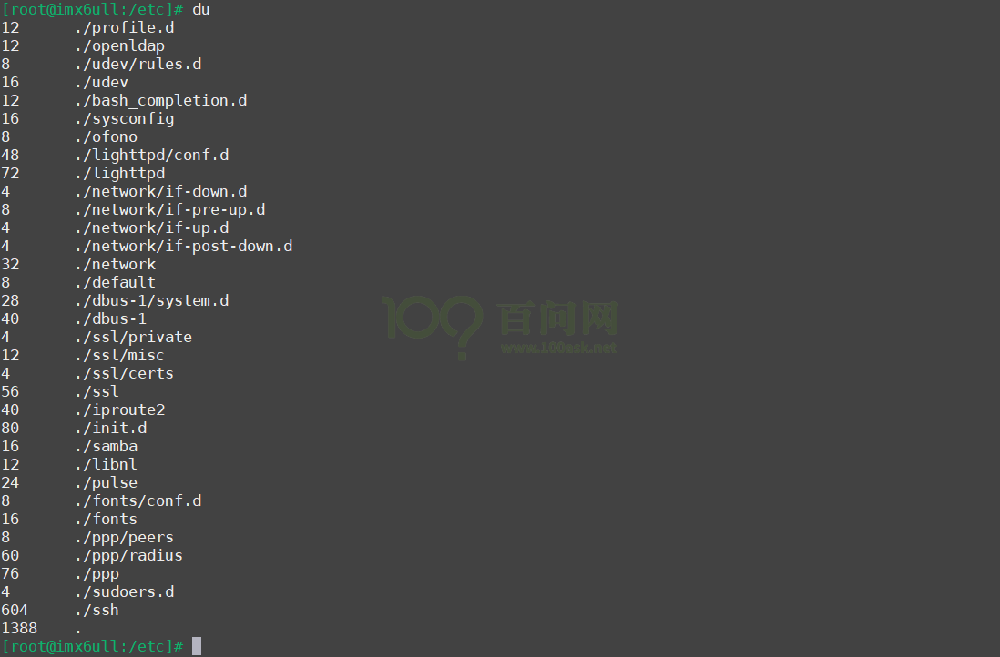 [root@imx6ull:/etc]# du
12      ./profile.d
12      ./openldap
8       ./udev/rules.d
16      ./udev
12      ./bash_completion.d
16      ./sysconfig
8       ./ofono
48      ./lighttpd/conf.d
72      ./lighttpd
4       ./network/if-down.d
8       ./network/if-pre-up.d
4       ./network/if-up.d
4       ./network/if-post-down.d
32      ./network
8       ./default
28      ./dbus-1/system.d
40      ./dbus-1
4       ./ssl/private
12      ./ssl/misc
4       ./ssl/certs
56      ./ssl
40      ./iproute2
80      ./init.d
16      ./samba
12      ./libnl
24      ./pulse
8       ./fonts/conf.d
16      ./fonts
8       ./ppp/peers
60      ./ppp/radius
76      ./ppp
4       ./sudoers.d
604     ./ssh
1388    .
[root@imx6ull:/etc]#
100? 百问网
www.100ask.net